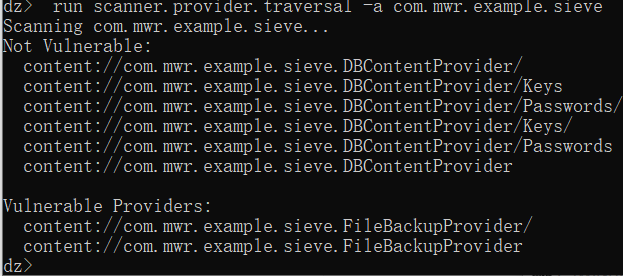 dz>  run scanner.provider.traversal -a com.mwr.example.sieve
Scanning com.mwr.example.sieve...
Not Vulnerable:
  content://com.mwr.example.sieve.DBContentProvider/
  content://com.mwr.example.sieve.DBContentProvider/Keys
  content://com.mwr.example.sieve.DBContentProvider/Passwords/
  content://com.mwr.example.sieve.DBContentProvider/Keys/
  content://com.mwr.example.sieve.DBContentProvider/Passwords
  content://com.mwr.example.sieve.DBContentProvider

Vulnerable Providers:
  content://com.mwr.example.sieve.FileBackupProvider/
  content://com.mwr.example.sieve.FileBackupProvider
dz>